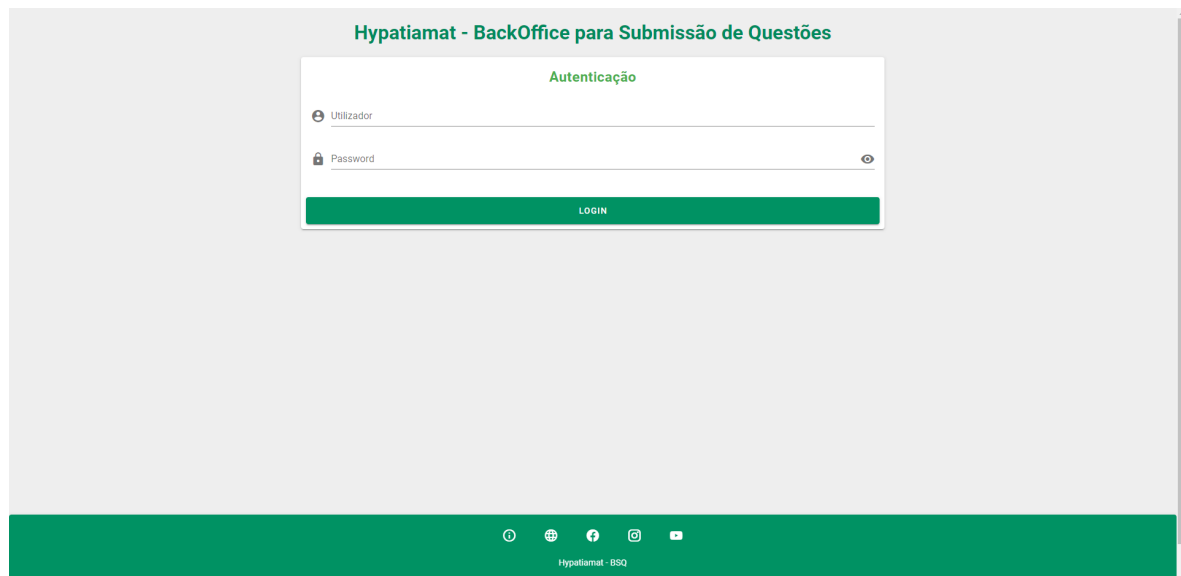 Hypatiamat - BackOffice para Submissão de Questões
Autenticação
Utilizador
Password
LOGIN
Hypatiamat - BSQ